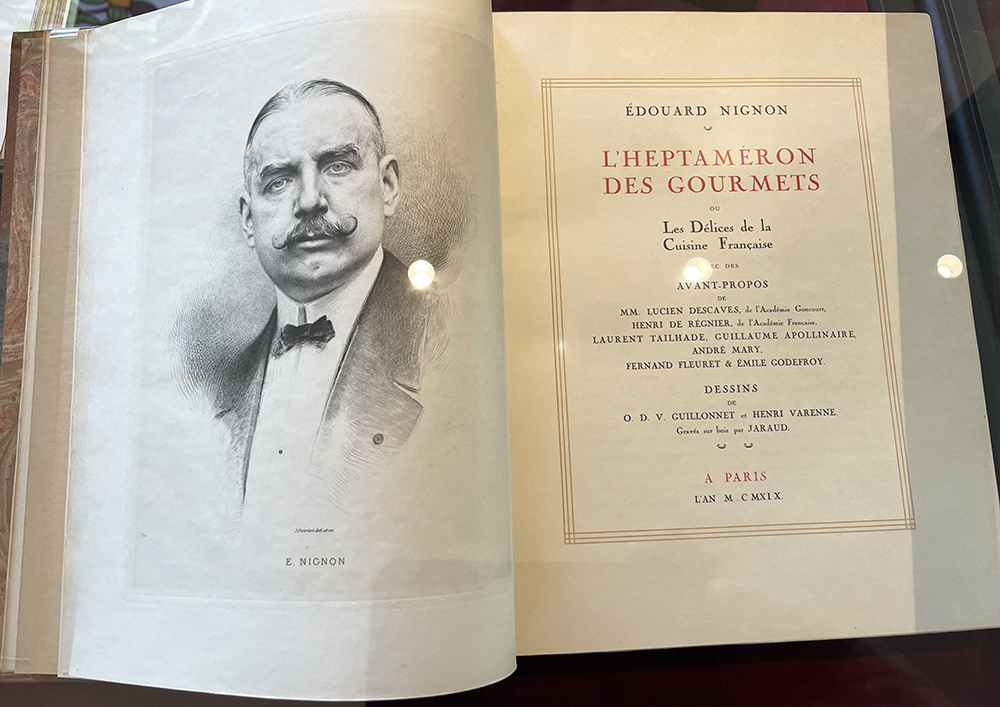 E. NIGNON
ÉDOUARD NIGNON
L'HEPTAMÉRON
DES GOURMETS
OU
Les Délices de la
Cuisine Française
EC DES
AVANT-PROPOS
DE
MM. LUCIEN DESCAVES, de l'Académie Goncourt,
HENRI DE RÉGNIER, de l'Académie Française,
LAURENT TAILHADE, GUILLAUME APOLLINAIRE,
ANDRÉ MARY,
FERNAND FLEURET & ÉMILE GODEFROY.
DESSINS
DE
O. D. V. GUILLONNET et HENRI VARENNE.
Gravés sur bois par JARAUD.
A PARIS
L'AN M. CMXIX.